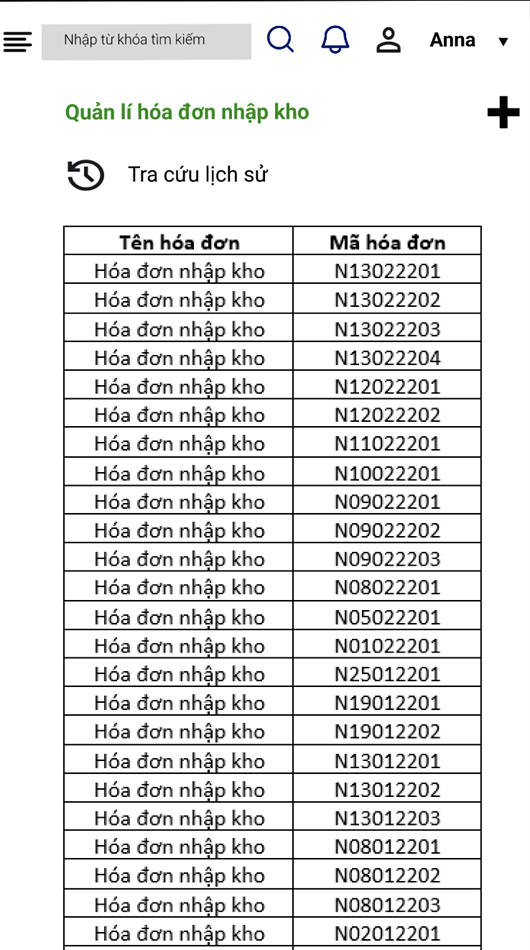 Nhập từ khóa tìm kiếm
Anna
Quản lí hóa đơn nhập kho
Tra cứu lịch sử
Tên hóa đơn Mã hóa đơn
Hóa đơn nhập kho N13022201
Hóa đơn nhập kho N13022202
Hóa đơn nhập kho N13022203
Hóa đơn nhập kho N13022204
Hóa đơn nhập kho N12022201
Hóa đơn nhập kho N12022202
Hóa đơn nhập kho N11022201
Hóa đơn nhập kho N10022201
Hóa đơn nhập kho N09022201
Hóa đơn nhập kho N09022202
Hóa đơn nhập kho N09022203
Hóa đơn nhập kho N08022201
Hóa đơn nhập kho N05022201
Hóa đơn nhập kho N01022201
Hóa đơn nhập kho N25012201
Hóa đơn nhập kho N19012201
Hóa đơn nhập kho N19012202
Hóa đơn nhập kho N13012201
Hóa đơn nhập kho N13012202
Hóa đơn nhập kho N13012203
Hóa đơn nhập kho N08012201
Hóa đơn nhập kho N08012202
Hóa đơn nhập kho N08012203
Hóa đơn nhập kho N02012201